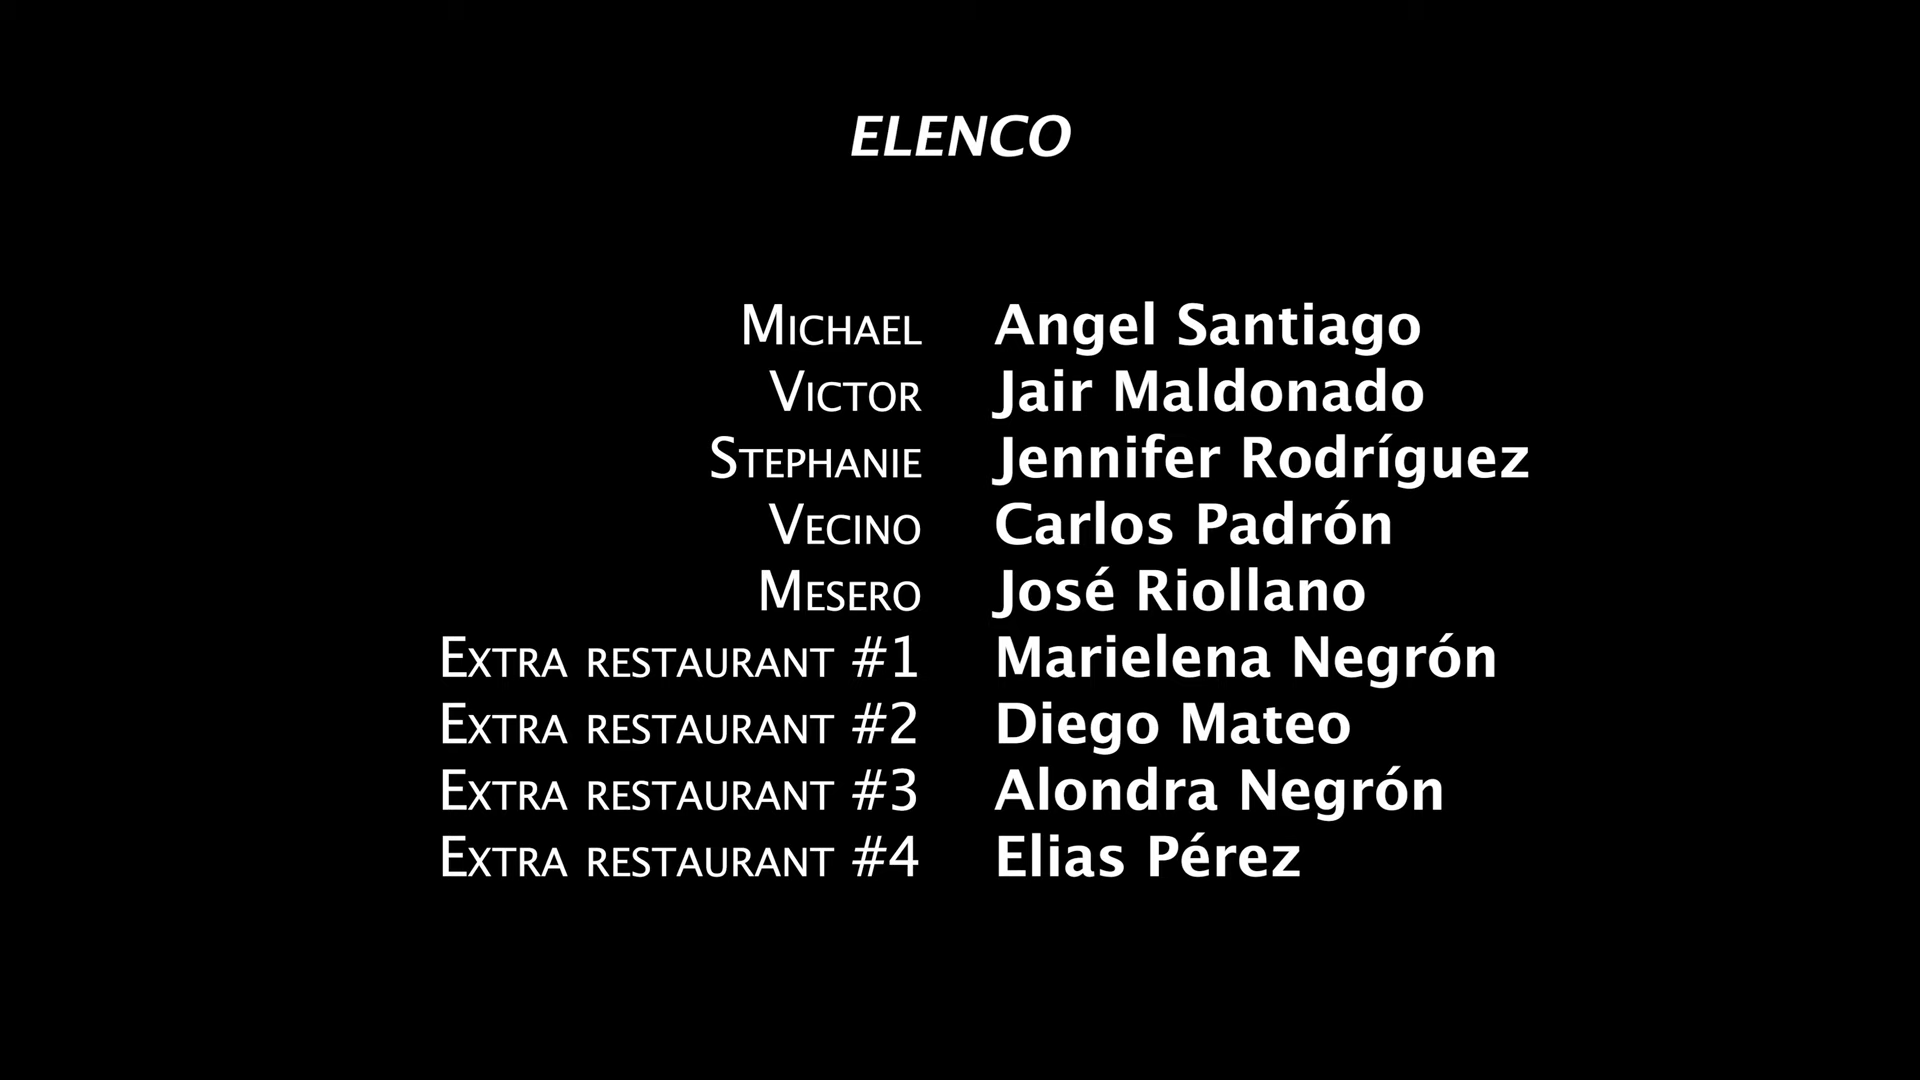 ELENCO
Michael Angel Santiago
Victor Jair Maldonado
Stephanie Jennifer Rodríguez
Vecino Carlos Padrón
Mesero José Riollano
Extra restaurant #1 Marielena Negrón
Extra restaurant #2 Diego Mateo
Extra restaurant #3 Alondra Negrón
Extra restaurant #4 Elias Pérez